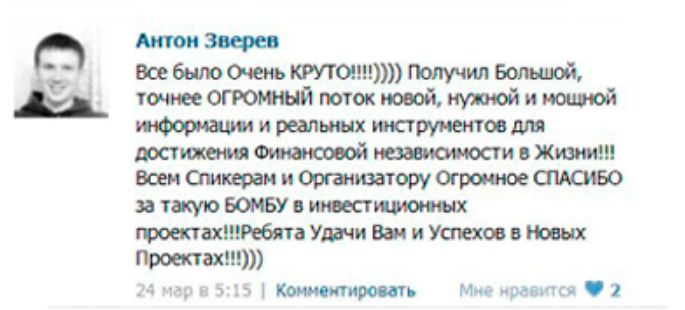 Антон Зверев
Все было Очень КРУТО!!!!)))) Получил Большой,
точнее ОГРОМНЫЙ поток новой, нужной и мощной
информации и реальных инструментов для
достижения Финансовой независимости в Жизни!!!
Всем Спикерам и Организатору Огромное СПАСИБО
за такую БОМБУ в инвестиционных
проектах!!!Ребята Удачи Вам и Успехов в Новых
Проектах!!!)))
24 мар в 5:15 | Комментировать Мне нравится 2